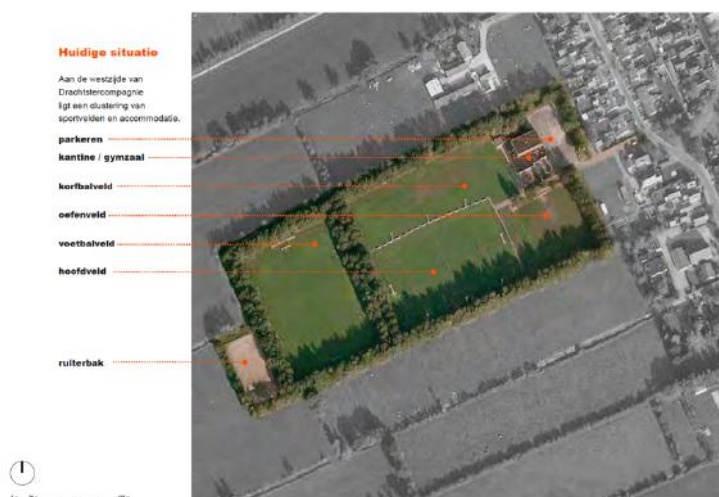 Huidige situatie
Aan de westzijde van
Drachtstercompagnie
ligt een clustering van
sportvelden en accommodatie.
parkeren
kantine / gymzaal
korfbalveld
oefenveld
voetbalveld
hoofdveld
ruiterbak